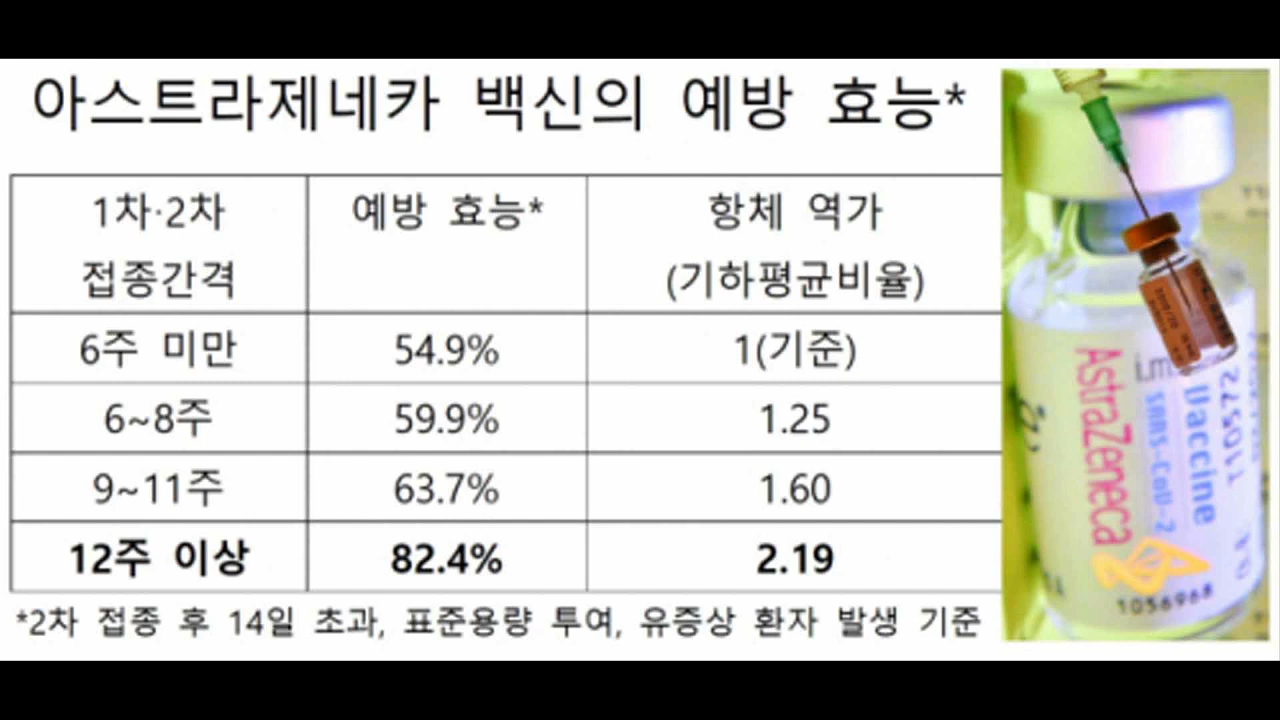 아스트라제네카 백신의 예방 효능*
1차·2차 접종간격 예방 효능* 항체 역가 (기하평균비율)
6주 미만 54.9% 1(기준)
6~8주 59.9% 1.25
9~11주 63.7% 1.60
12주 이상 82.4% 2.19
*2차 접종 후 14일 초과, 표준용량 투여, 유증상 환자 발생 기준
AstraZeneca
SARS-CoV-2
Vaccine
1056968